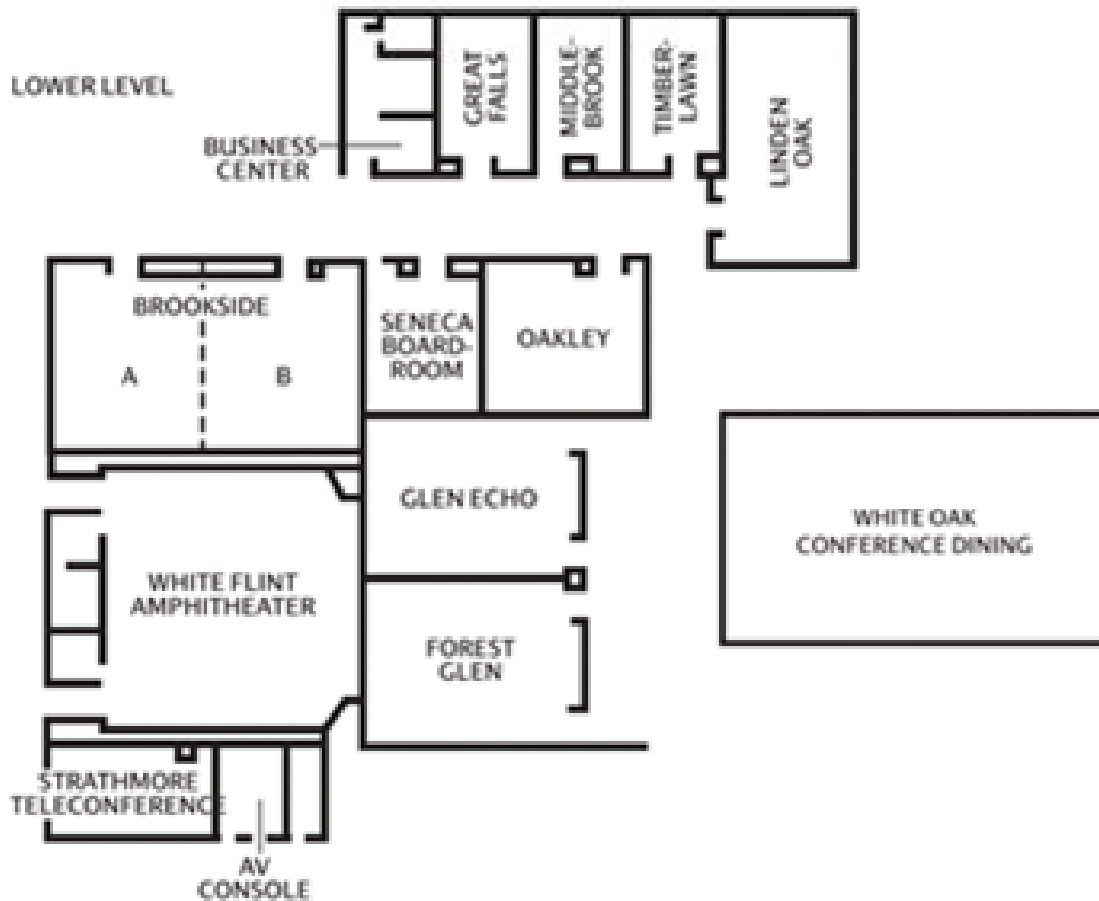 LOWER LEVEL
BUSINESS
CENTER
GREAT
FALLS
MIDDLE-
BROOK
TIMBER-
LAWN
LINDEN
OAK
BROOKSIDE
A
B
SENECA
BOARD-
ROOM
OAKLEY
GLEN ECHO
WHITE OAK
CONFERENCE DINING
WHITE FLINT
AMPHITHEATER
FOREST
GLEN
STRATHMORE
TELECONFERENCE
AV
CONSOLE